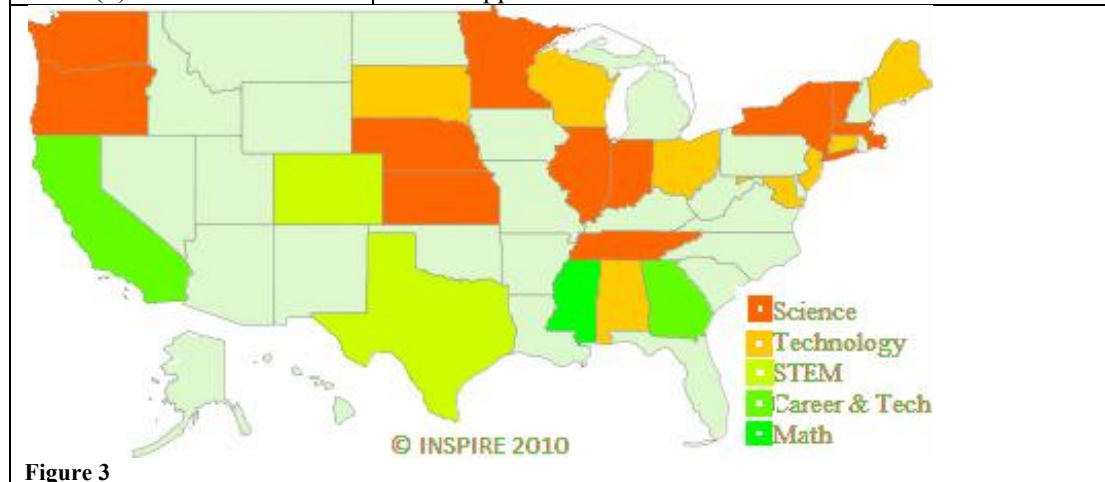 Science
Technology
STEM
Career & Tech
Math
© INSPIRE 2010
Figure 3